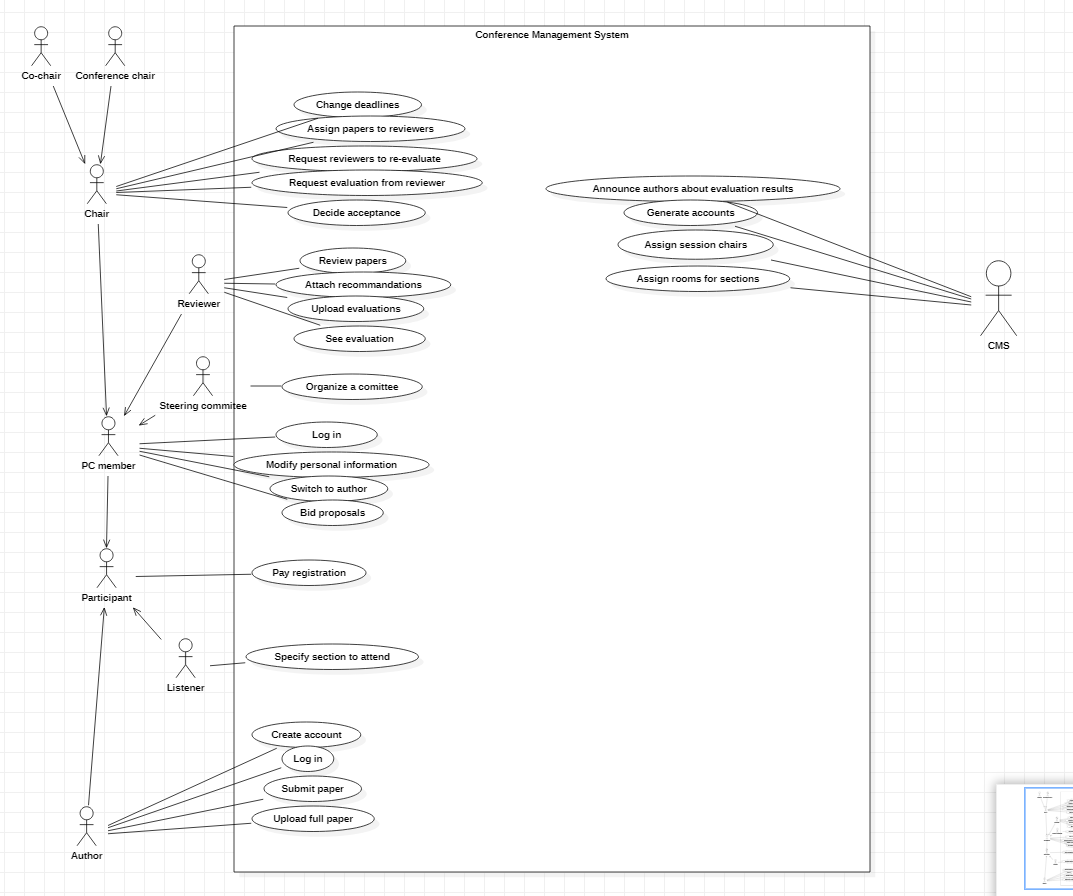 Conference Management System
Co-chair
Conference chair
Change deadlines
Assign papers to reviewers
Request reviewers to re-evaluate
Request evaluation from reviewer
Decide acceptance
Chair
Announce authors about evaluation results
Generate accounts
Assign session chairs
Assign rooms for sections
CMS
Review papers
Attach recommandations
Upload evaluations
See evaluation
Reviewer
Organize a comittee
Steering commitee
Log in
Modify personal information
Switch to author
Bid proposals
PC member
Pay registration
Participant
Specify section to attend
Listener
Create account
Log in
Submit paper
Upload full paper
Author